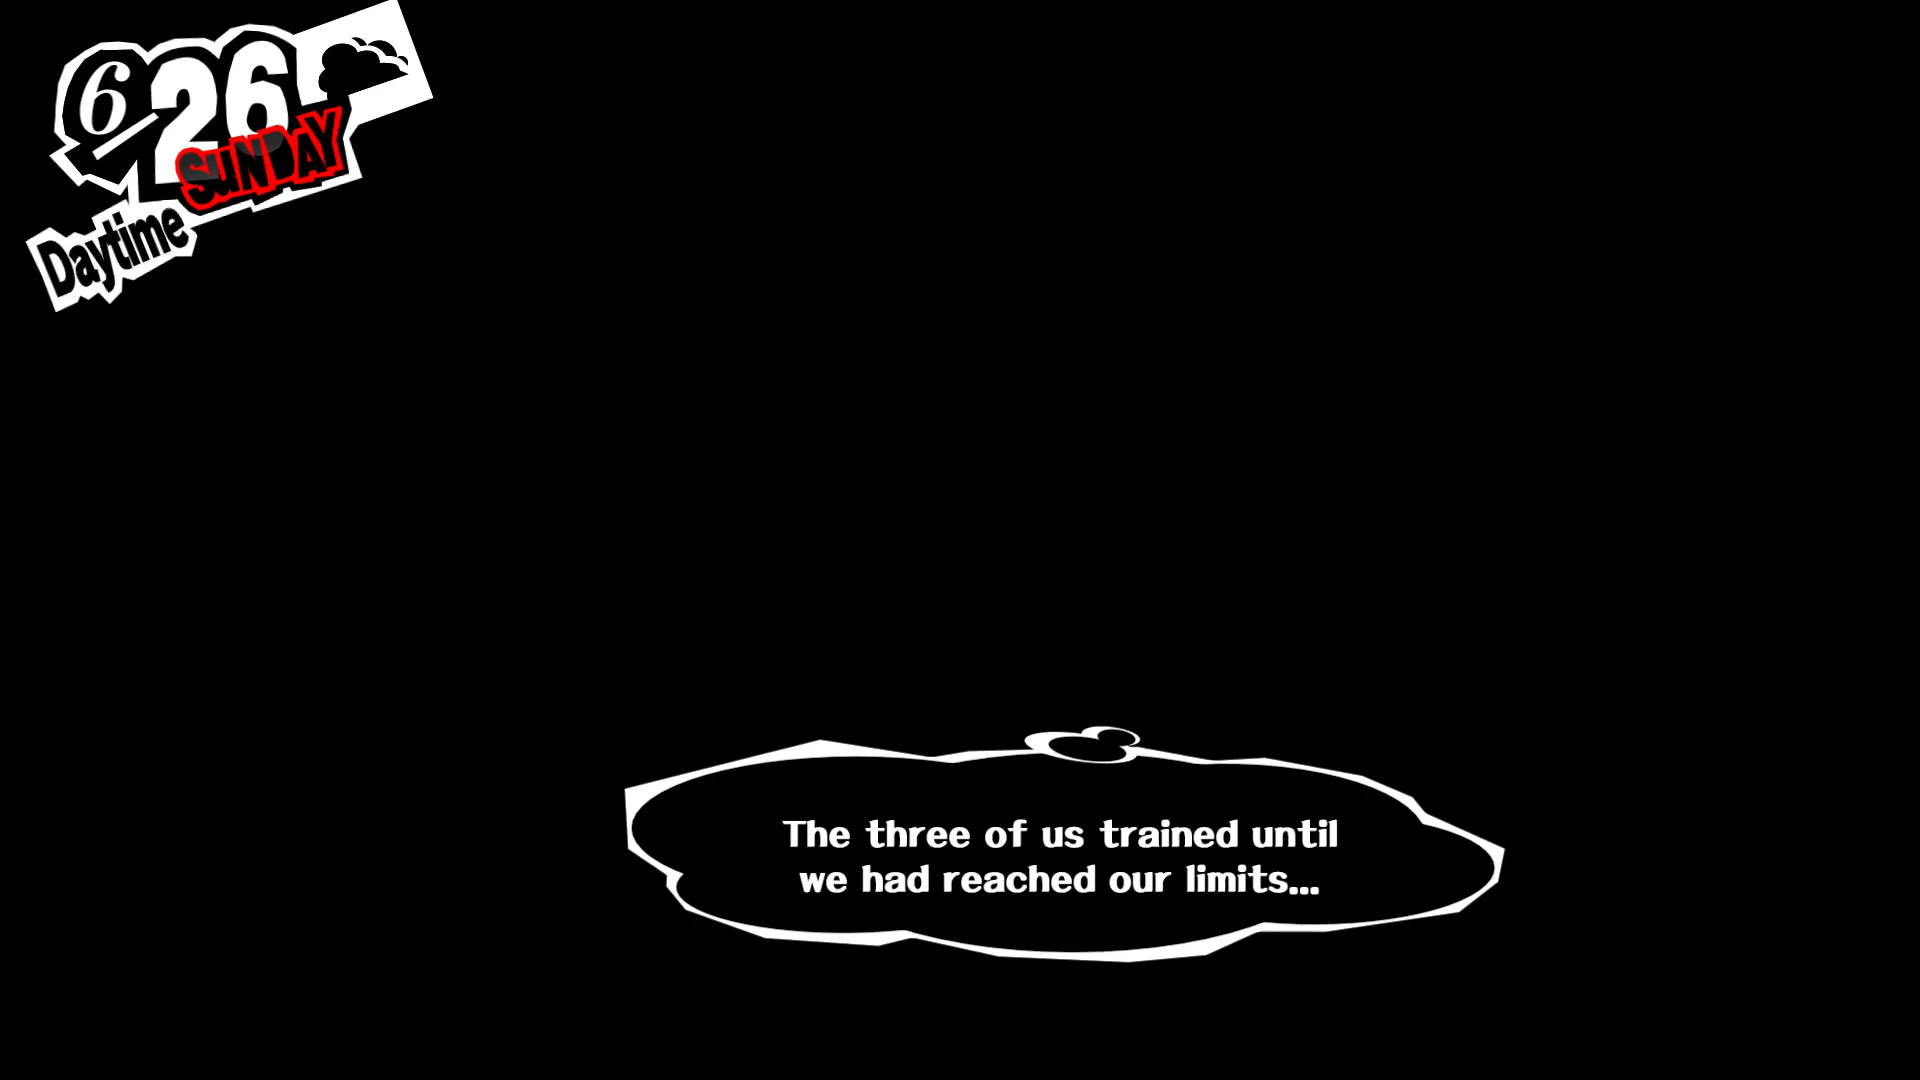 6/26
SUNDAY
Daytime
The three of us trained until
we had reached our limits...